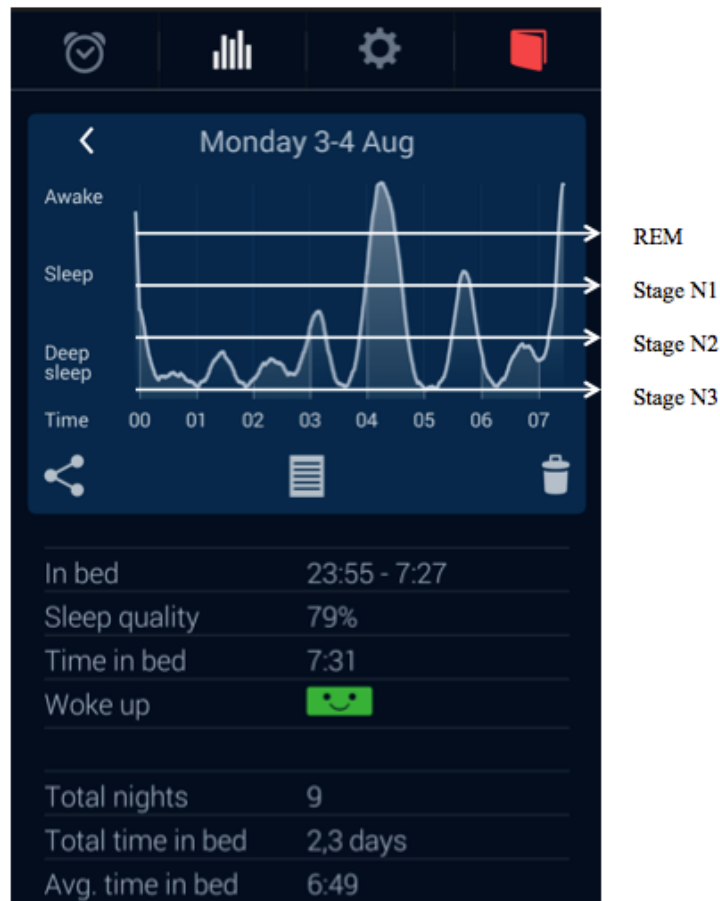 Monday 3-4 Aug
Awake
REM
Sleep
Stage N1
Stage N2
Deep
sleep
Stage N3
Time 00 01 02 03 04 05 06 07
In bed 23:55 - 7:27
Sleep quality 79%
Time in bed 7:31
Woke up
Total nights 9
Total time in bed 2,3 days
Avg. time in bed 6:49